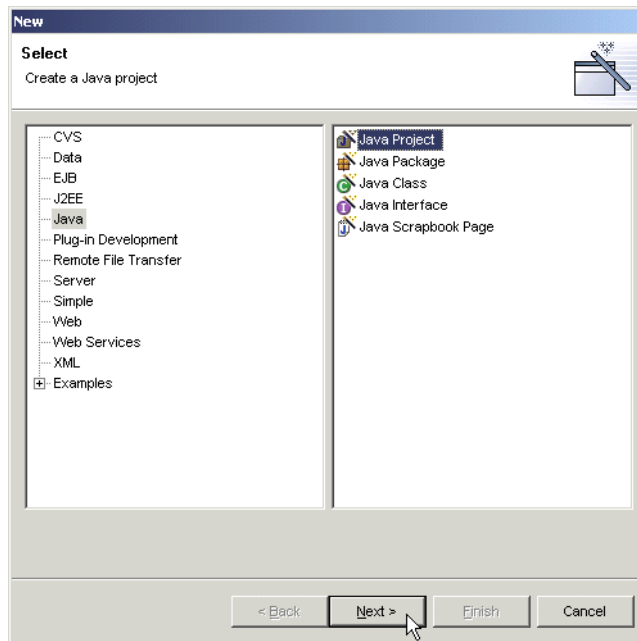 New
Select
Create a Java project
CVS
Data
EJB
J2EE
Java
Plug-in Development
Remote File Transfer
Server
Simple
Web
Web Services
XML
Examples
Java Project
Java Package
Java Class
Java Interface
Java Scrapbook Page
< Back
Next >
Finish
Cancel